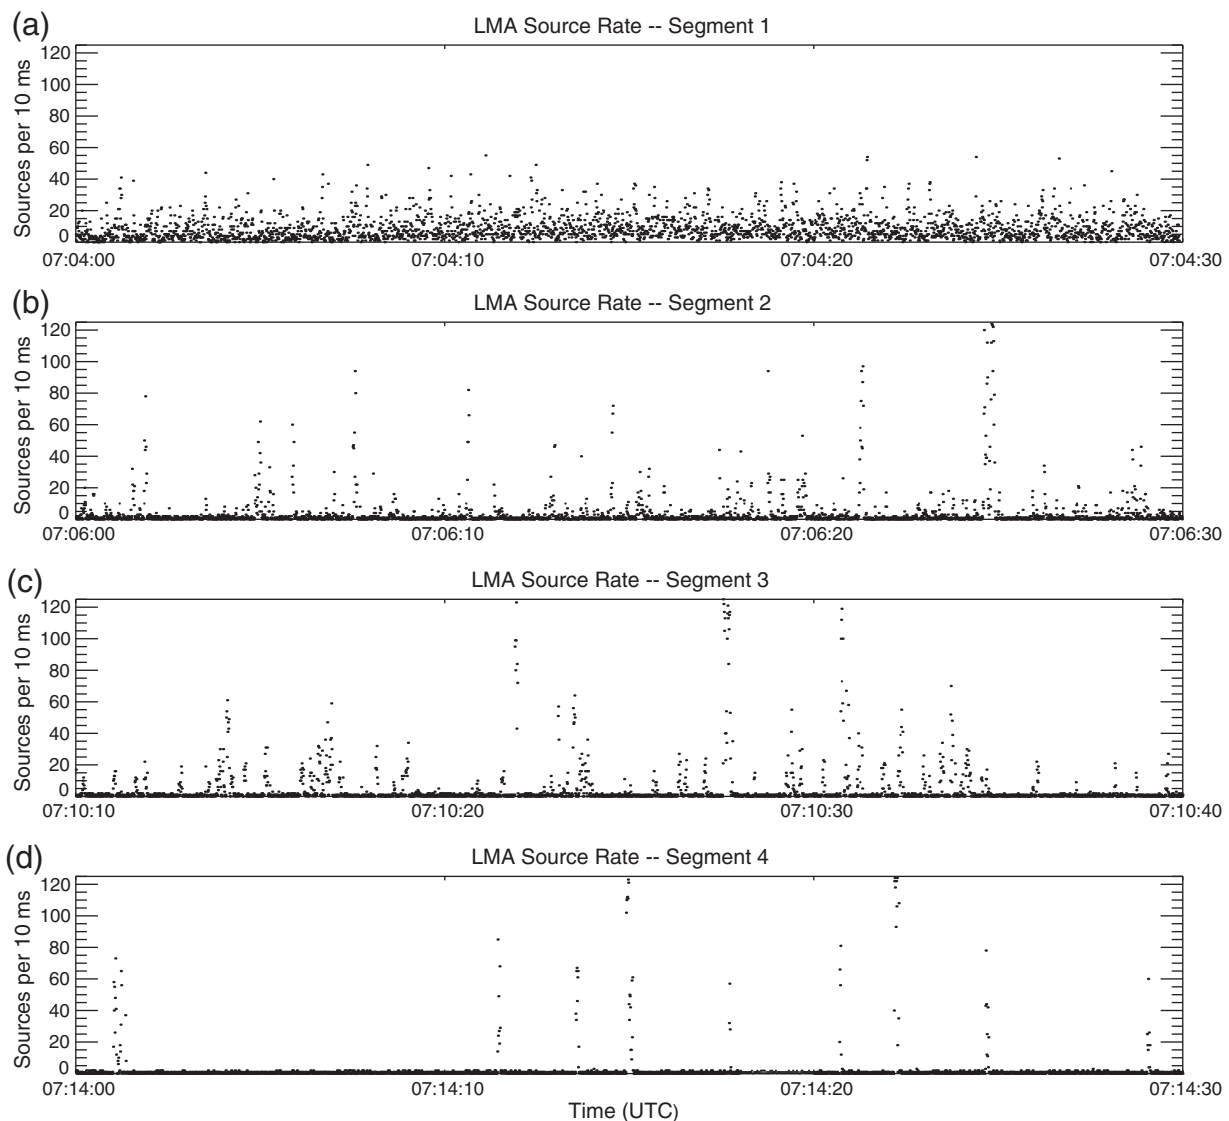 (a)
LMA Source Rate -- Segment 1
Sources per 10 ms
120
100
80
60
40
20
0
07:04:00 07:04:10 07:04:20 07:04:30
(b)
LMA Source Rate -- Segment 2
Sources per 10 ms
120
100
80
60
40
20
0
07:06:00 07:06:10 07:06:20 07:06:30
(c)
LMA Source Rate -- Segment 3
Sources per 10 ms
120
100
80
60
40
20
0
07:10:10 07:10:20 07:10:30 07:10:40
(d)
LMA Source Rate -- Segment 4
Sources per 10 ms
120
100
80
60
40
20
0
07:14:00 07:14:10 07:14:20 07:14:30
Time (UTC)